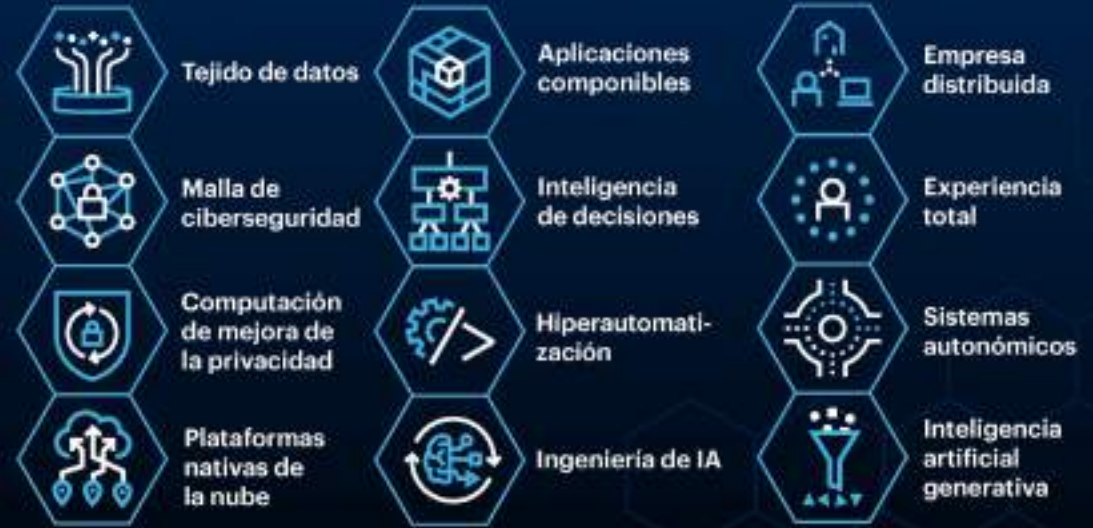 Tejido de datos
Malla de
ciberseguridad
Computación
de mejora de
la privacidad
Plataformas
nativas de
la nube
Aplicaciones
componibles
Inteligencia
de decisiones
Hiperautomati-
zación
Ingeniería de IA
Empresa
distribuida
Experiencia
total
Sistemas
autonómicos
Inteligencia
artificial
generativa